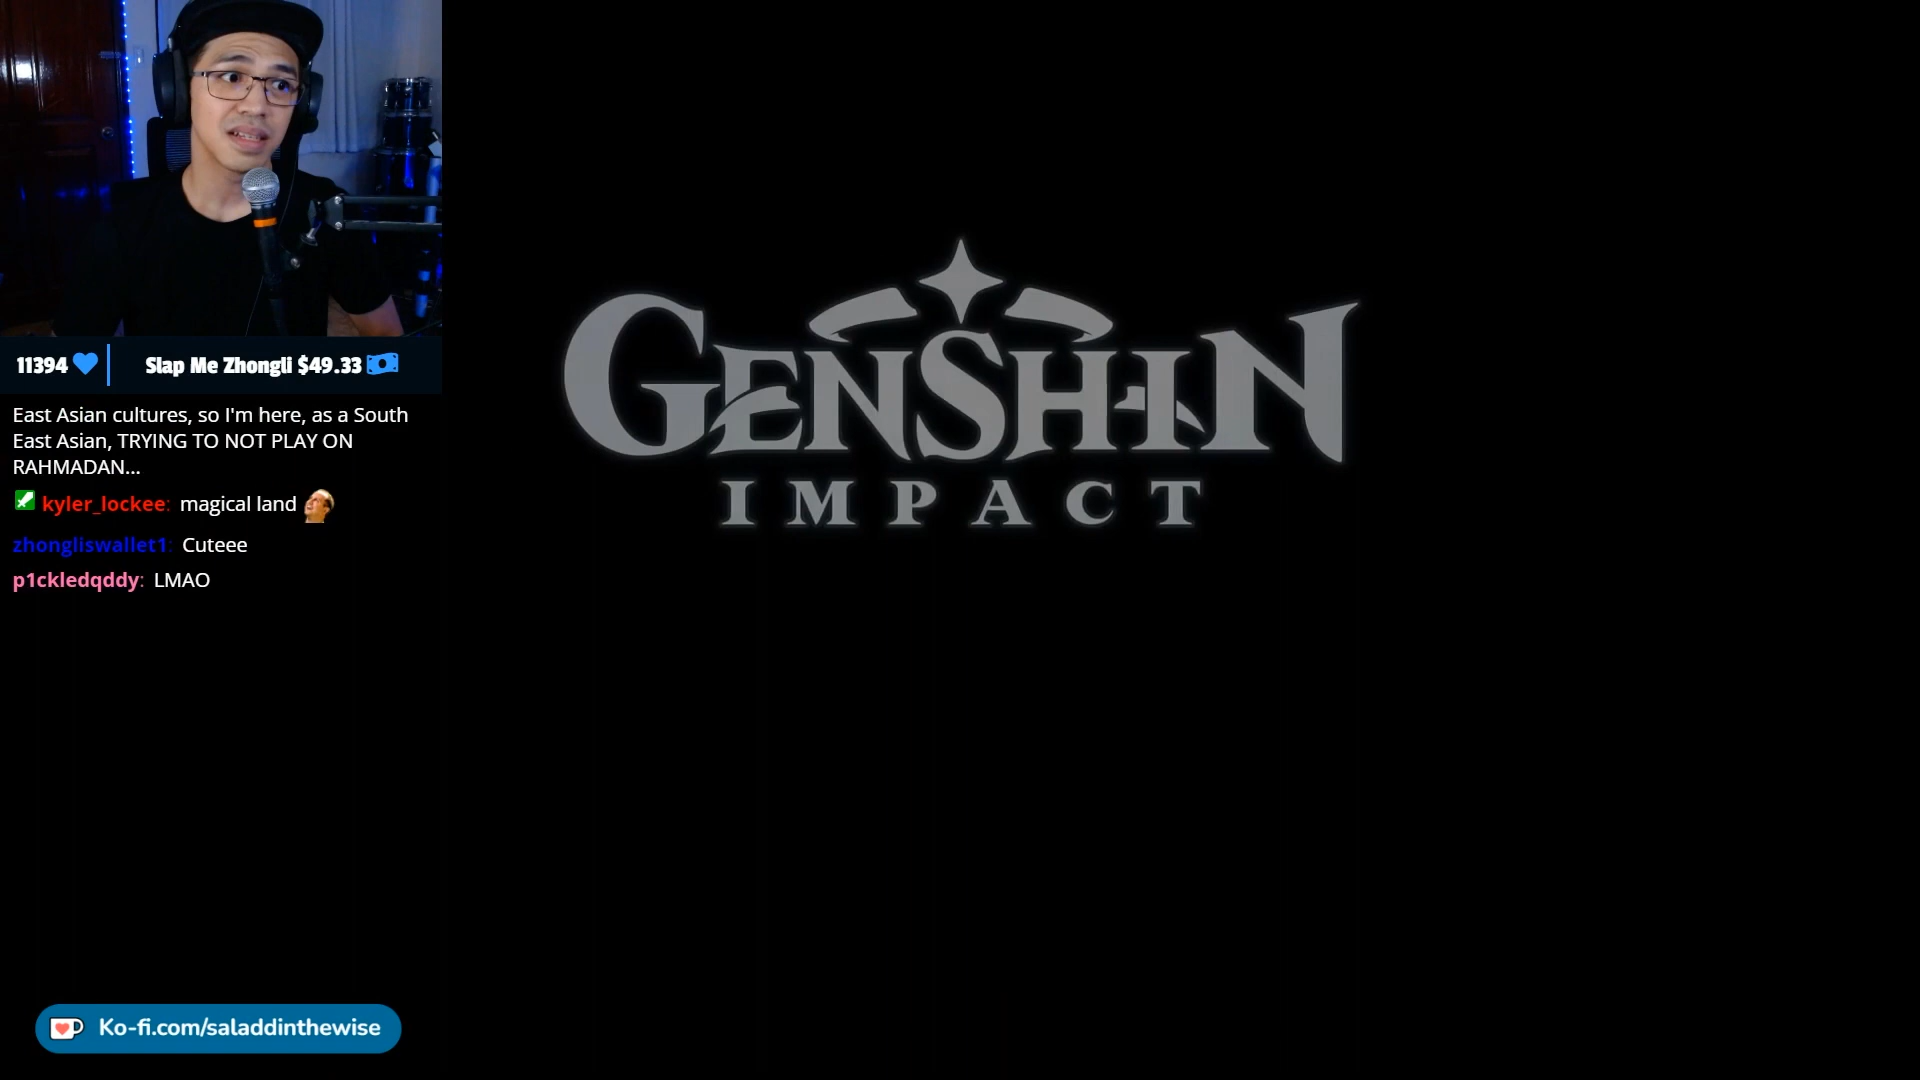 GENSHIN
IMPACT
11394
Slap Me Zhongli $49.33
East Asian cultures, so I'm here, as a South
East Asian, TRYING TO NOT PLAY ON
RAHMADAN...
kyler_lockee: magical land
zhongliswallet1: Cuteee
p1ckledqddy: LMAO
Ko-fi.com/saladdinthewise